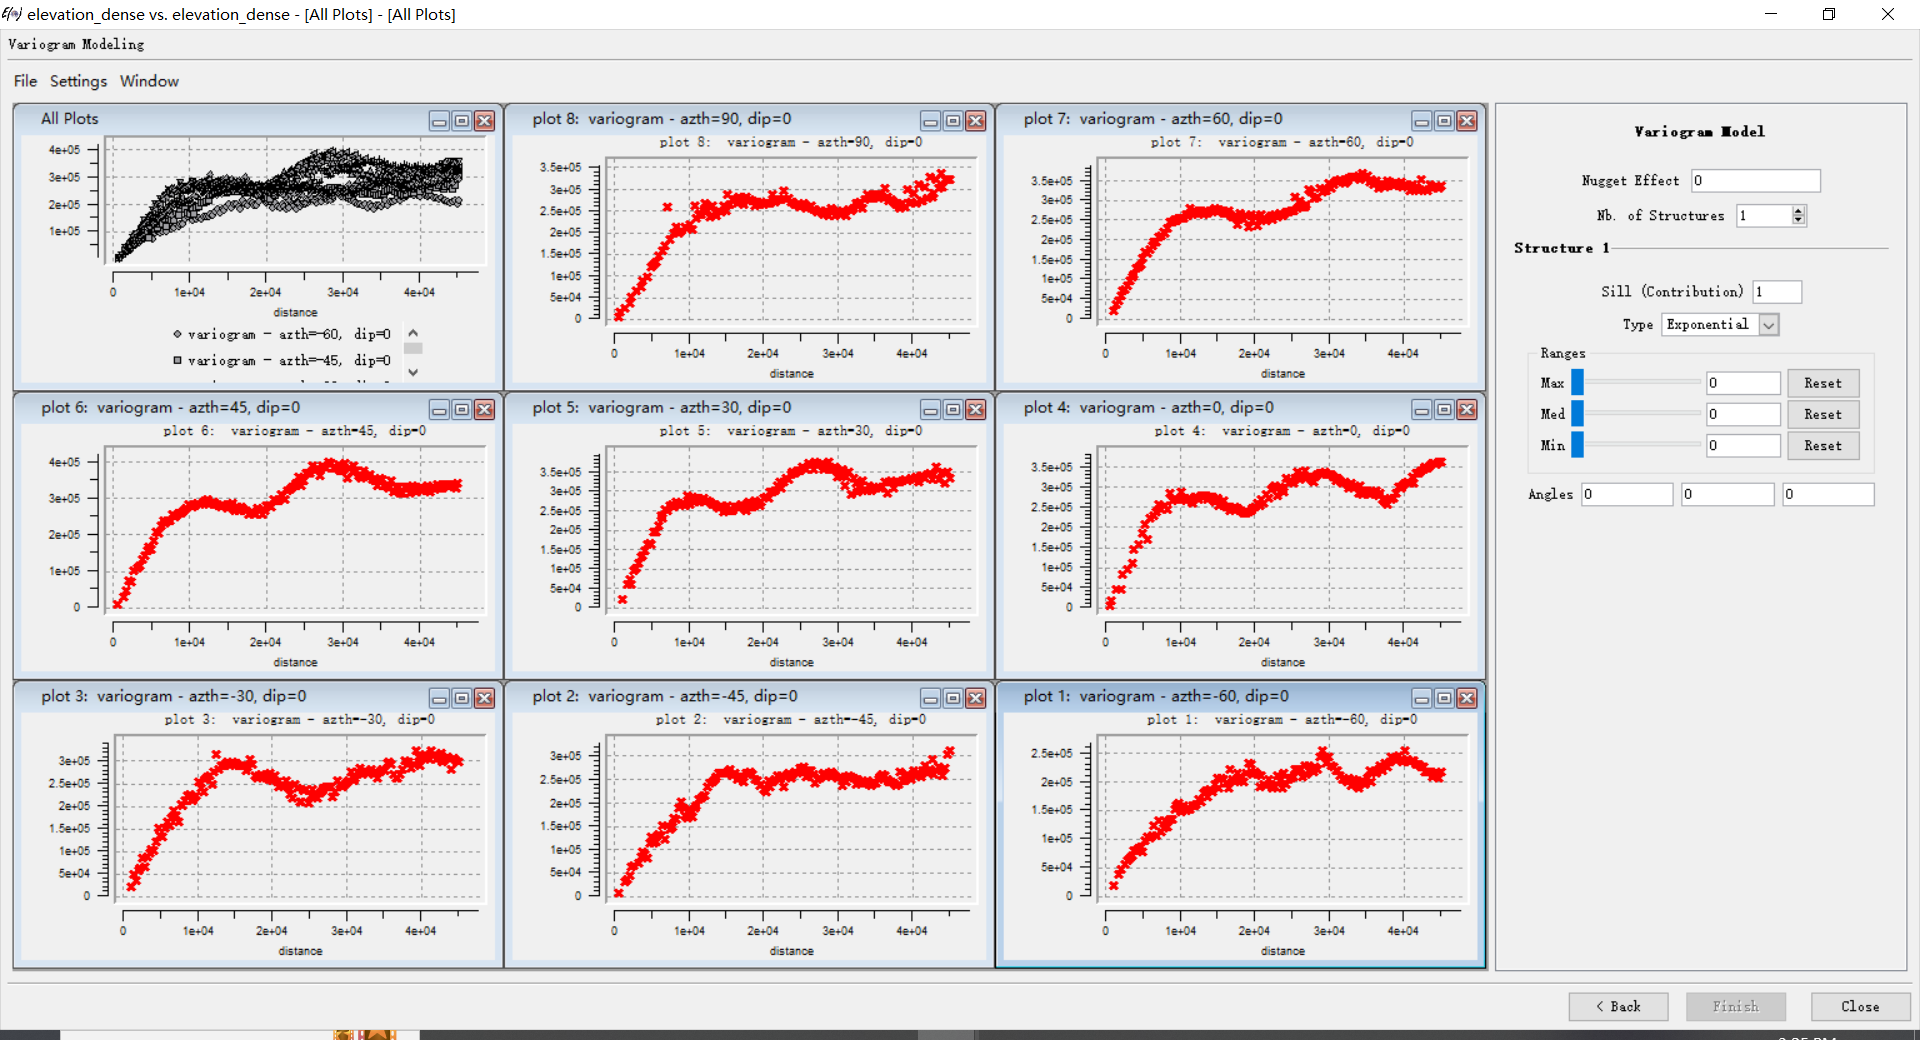 elevation_dense vs. elevation_dense - [All Plots] - [All Plots]
Variogram Modeling
File Settings Window
All Plots
4e+05
3e+05
2e+05
1e+05
0 1e+04 2e+04 3e+04 4e+04
distance
variogram - azth=-60, dip=0
variogram - azth=-45, dip=0
plot 8: variogram - azth=90, dip=0
plot 8: variogram - azth=90, dip=0
3.5e+05
3e+05
2.5e+05
2e+05
1.5e+05
1e+05
5e+04
0
0 1e+04 2e+04 3e+04 4e+04
distance
plot 7: variogram - azth=60, dip=0
plot 7: variogram - azth=60, dip=0
3.5e+05
3e+05
2.5e+05
2e+05
1.5e+05
1e+05
5e+04
0
0 1e+04 2e+04 3e+04 4e+04
distance
plot 6: variogram - azth=45, dip=0
plot 6: variogram - azth=45, dip=0
4e+05
3e+05
2e+05
1e+05
0
0 1e+04 2e+04 3e+04 4e+04
distance
plot 5: variogram - azth=30, dip=0
plot 5: variogram - azth=30, dip=0
3.5e+05
3e+05
2.5e+05
2e+05
1.5e+05
1e+05
5e+04
0
0 1e+04 2e+04 3e+04 4e+04
distance
plot 4: variogram - azth=0, dip=0
plot 4: variogram - azth=0, dip=0
3.5e+05
3e+05
2.5e+05
2e+05
1.5e+05
1e+05
5e+04
0
0 1e+04 2e+04 3e+04 4e+04
distance
plot 3: variogram - azth=-30, dip=0
plot 3: variogram - azth=-30, dip=0
3e+05
2.5e+05
2e+05
1.5e+05
1e+05
5e+04
0
0 1e+04 2e+04 3e+04 4e+04
distance
plot 2: variogram - azth=-45, dip=0
plot 2: variogram - azth=-45, dip=0
3e+05
2.5e+05
2e+05
1.5e+05
1e+05
5e+04
0
0 1e+04 2e+04 3e+04 4e+04
distance
plot 1: variogram - azth=-60, dip=0
plot 1: variogram - azth=-60, dip=0
2.5e+05
2e+05
1.5e+05
1e+05
5e+04
0
0 1e+04 2e+04 3e+04 4e+04
distance
Variogram Model
Nugget Effect 0
Nb. of Structures 1
Structure 1
Sill (Contribution) 1
Type Exponential
Ranges
Max 0 Reset
Med 0 Reset
Min 0 Reset
Angles 0 0 0
< Back Finish Close